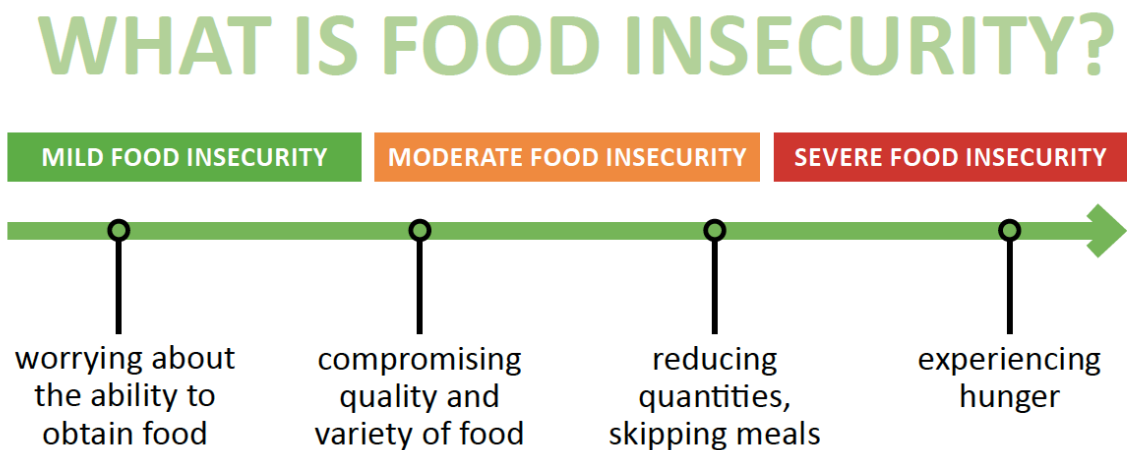 WHAT IS FOOD INSECURITY?
MILD FOOD INSECURITY
MODERATE FOOD INSECURITY
SEVERE FOOD INSECURITY
worrying about
the ability to
obtain food
compromising
quality and
variety of food
reducing
quantities,
skipping meals
experiencing
hunger